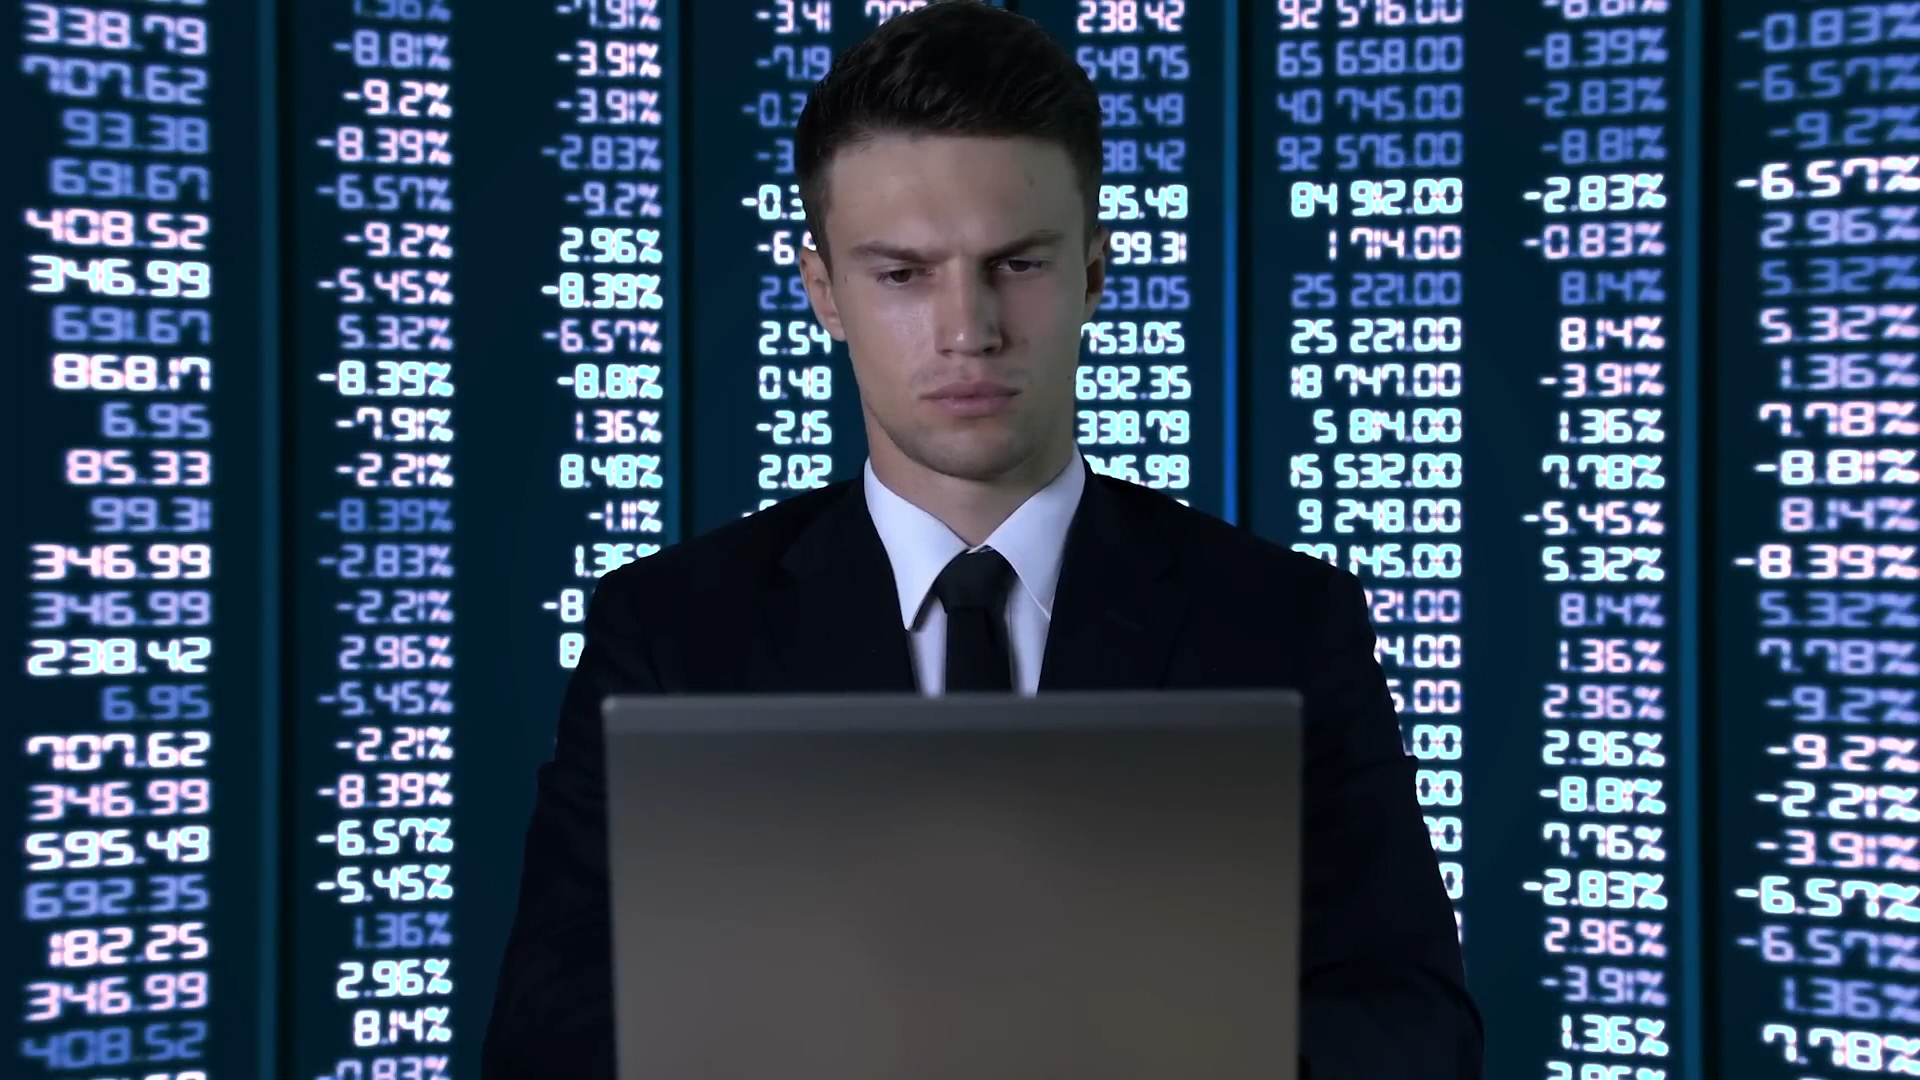 338.79 1.36% -7.91% -3.41 238.42 92 576.00 -8.81% -0.83%
707.62 -8.81% -3.91% -7.19 549.75 65 658.00 -8.39% -6.57%
93.38 -9.2% -3.91% 40 745.00 -2.83% -9.2%
691.67 -8.39% -2.83% 92 576.00 -8.81% -6.57%
408.52 -6.57% -9.2% 84 912.00 -2.83% 2.96%
346.99 -9.2% 2.96% 1 714.00 -0.83% 5.32%
691.67 -5.45% -8.39% 25 221.00 8.14% 5.32%
868.17 5.32% -6.57% 2.54 753.05 25 221.00 8.14% 1.36%
6.95 -8.39% -8.81% 0.48 692.35 18 747.00 -3.91% 7.78%
85.33 -7.91% 1.36% -2.15 338.79 5 814.00 1.36% -8.81%
99.31 -2.21% 8.48% 2.02 346.99 15 532.00 7.78% 8.14%
346.99 -8.39% -1.11% 9 248.00 -5.45% -8.39%
346.99 -2.83% 1.36% 5.32% 5.32%
238.42 -2.21% 8.14% 7.78%
6.95 2.96% 1.36% -9.2%
707.62 -5.45% 2.96% -9.2%
346.99 -2.21% 2.96% -2.21%
595.49 -8.39% -8.81% -3.91%
692.35 -6.57% 7.76% -6.57%
182.25 -5.45% -2.83% -6.57%
346.99 1.36% 2.96% 1.36%
408.52 2.96% -3.91% 7.78%
8.14% 1.36%
-0.83% 2.96%